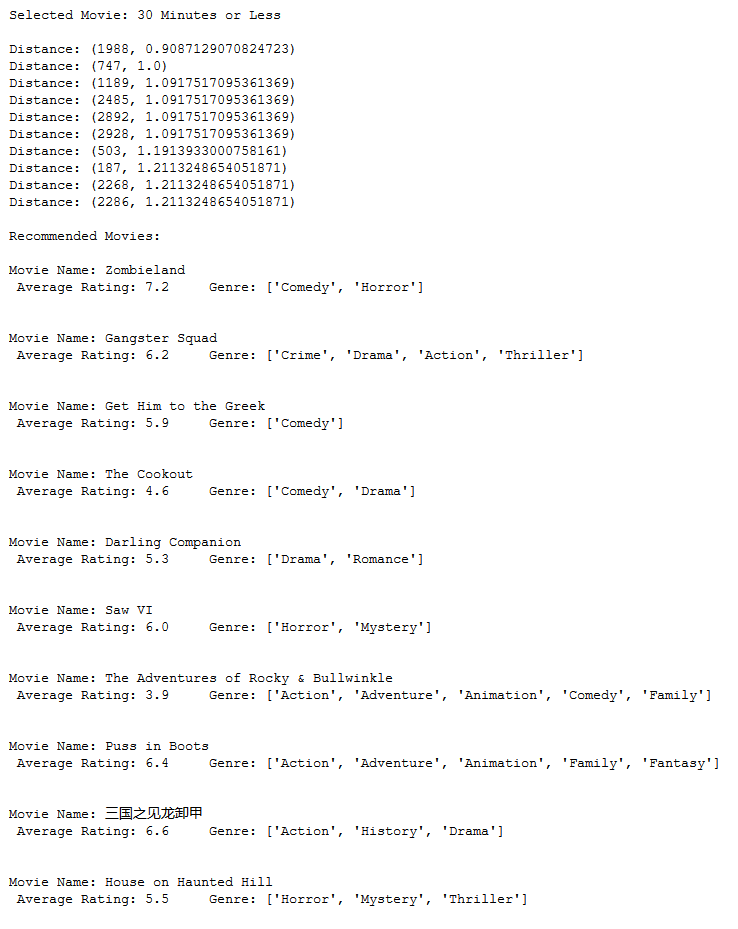 Selected Movie: 30 Minutes or Less
Distance: (1988, 0.9087129070824723)
Distance: (747, 1.0)
Distance: (1189, 1.0917517095361369)
Distance: (2485, 1.0917517095361369)
Distance: (2892, 1.0917517095361369)
Distance: (2928, 1.0917517095361369)
Distance: (503, 1.1913933000758161)
Distance: (187, 1.2113248654051871)
Distance: (2268, 1.2113248654051871)
Distance: (2286, 1.2113248654051871)
Recommended Movies:
Movie Name: Zombieland
Average Rating: 7.2     Genre: ['Comedy', 'Horror']
Movie Name: Gangster Squad
Average Rating: 6.2     Genre: ['Crime', 'Drama', 'Action', 'Thriller']
Movie Name: Get Him to the Greek
Average Rating: 5.9     Genre: ['Comedy']
Movie Name: The Cookout
Average Rating: 4.6     Genre: ['Comedy', 'Drama']
Movie Name: Darling Companion
Average Rating: 5.3     Genre: ['Drama', 'Romance']
Movie Name: Saw VI
Average Rating: 6.0     Genre: ['Horror', 'Mystery']
Movie Name: The Adventures of Rocky & Bullwinkle
Average Rating: 3.9     Genre: ['Action', 'Adventure', 'Animation', 'Comedy', 'Family']
Movie Name: Puss in Boots
Average Rating: 6.4     Genre: ['Action', 'Adventure', 'Animation', 'Family', 'Fantasy']
Movie Name: 三国之见龙卸甲
Average Rating: 6.6     Genre: ['Action', 'History', 'Drama']
Movie Name: House on Haunted Hill
Average Rating: 5.5     Genre: ['Horror', 'Mystery', 'Thriller']